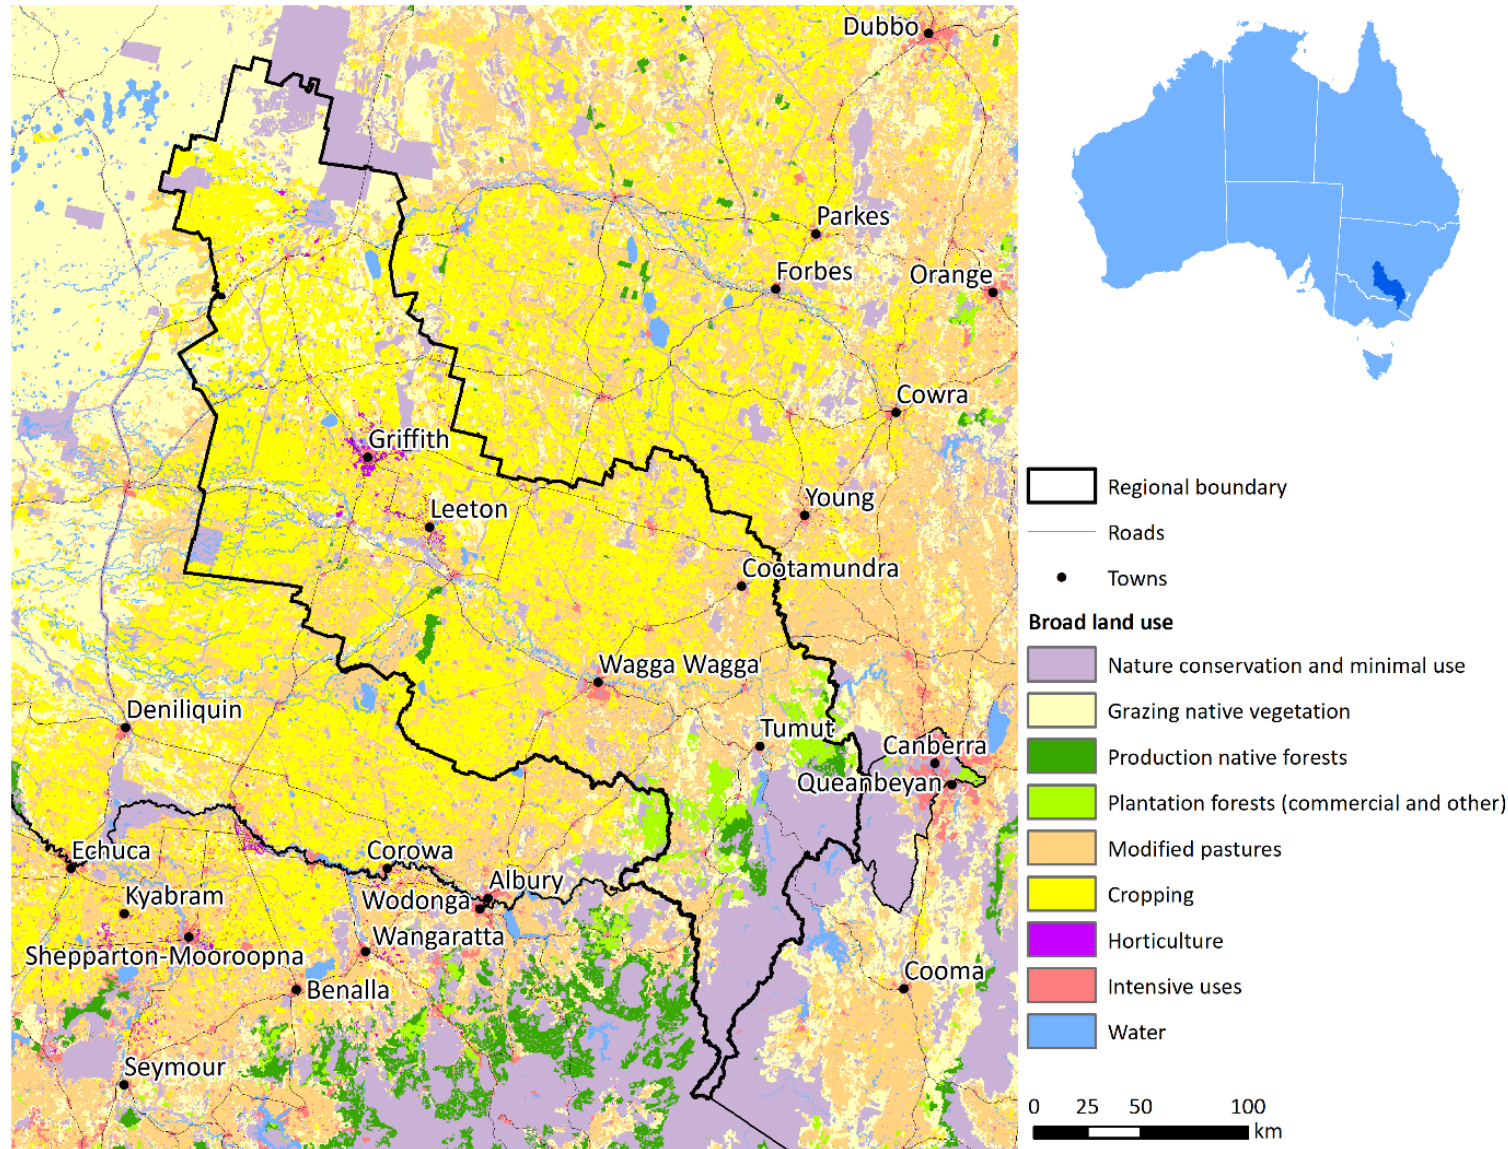 Dubbo
Parkes
Forbes
Orange
Cowra
Griffith
Leeton
Young
Cootamundra
Wagga Wagga
Deniliquin
Tumut
Canberra
Queanbeyan
Echuca
Corowa
Albury
Kyabram
Wodonga
Wangaratta
Shepparton-Mooroopna
Benalla
Cooma
Seymour
Regional boundary
Roads
Towns
Broad land use
Nature conservation and minimal use
Grazing native vegetation
Production native forests
Plantation forests (commercial and other)
Modified pastures
Cropping
Horticulture
Intensive uses
Water
0 25 50 100
km